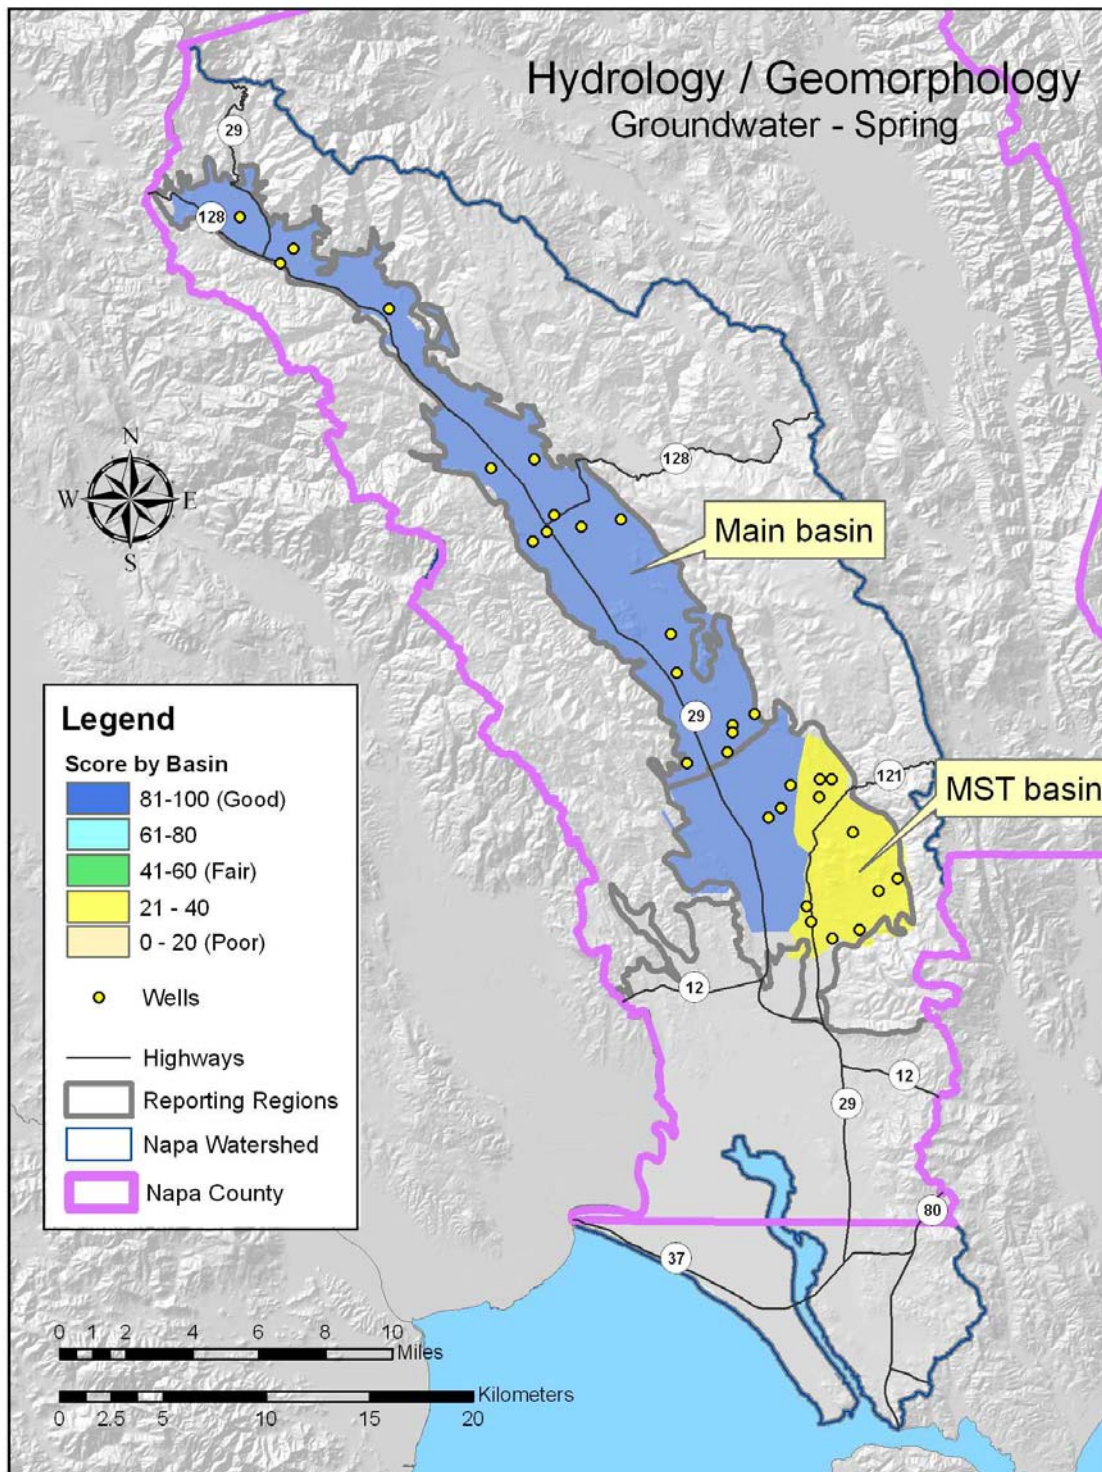 Hydrology / Geomorphology
Groundwater - Spring
29
128
N
W E
S
128
Main basin
29
121
MST basin
Legend
Score by Basin
81-100 (Good)
61-80
41-60 (Fair)
21 - 40
0 - 20 (Poor)
Wells
Highways
Reporting Regions
Napa Watershed
Napa County
12
12
29
80
37
0 1 2 4 6 8 10
Miles
Kilometers
0 2.5 5 10 15 20